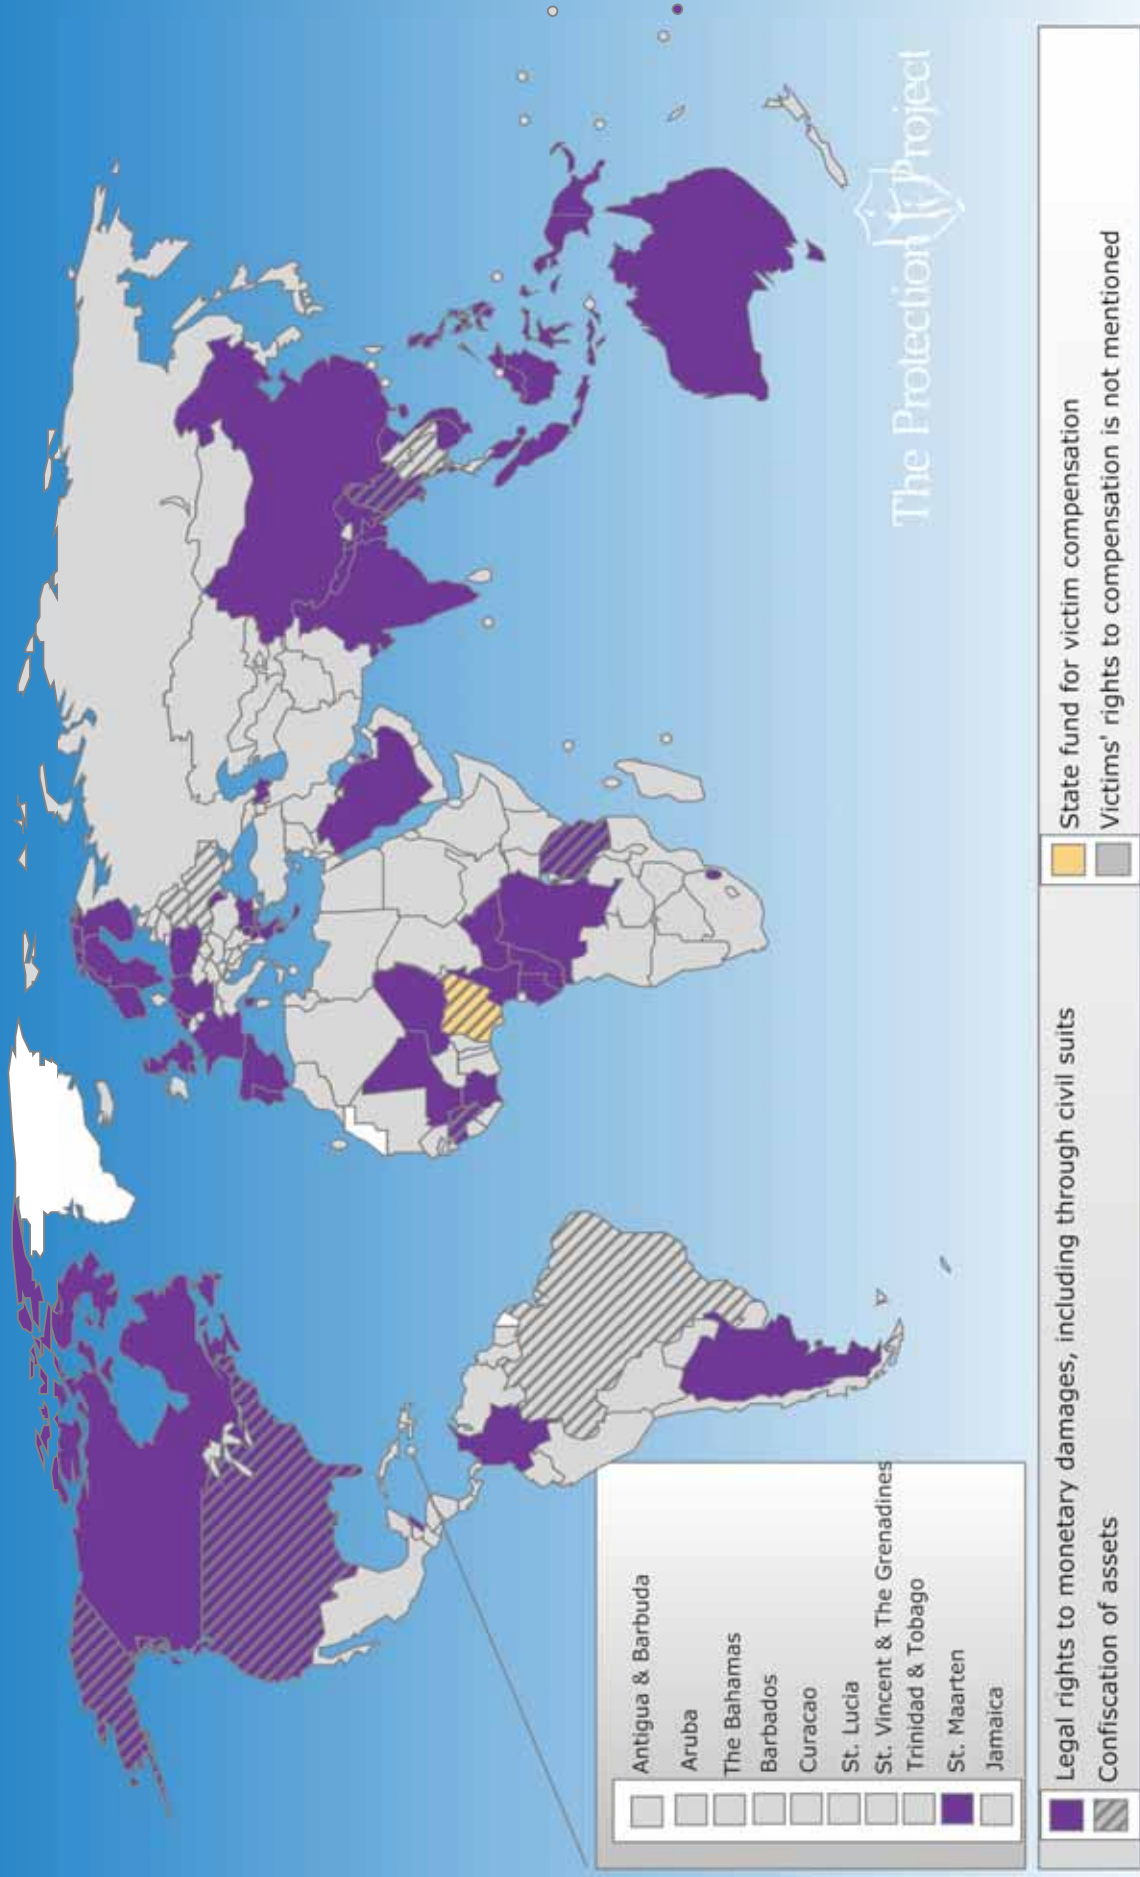 The Protection Project
Antigua & Barbuda
Aruba
The Bahamas
Barbados
Curacao
St. Lucia
St. Vincent & The Grenadines
Trinidad & Tobago
St. Maarten
Jamaica
Legal rights to monetary damages, including through civil suits
Confiscation of assets
State fund for victim compensation
Victims' rights to compensation is not mentioned